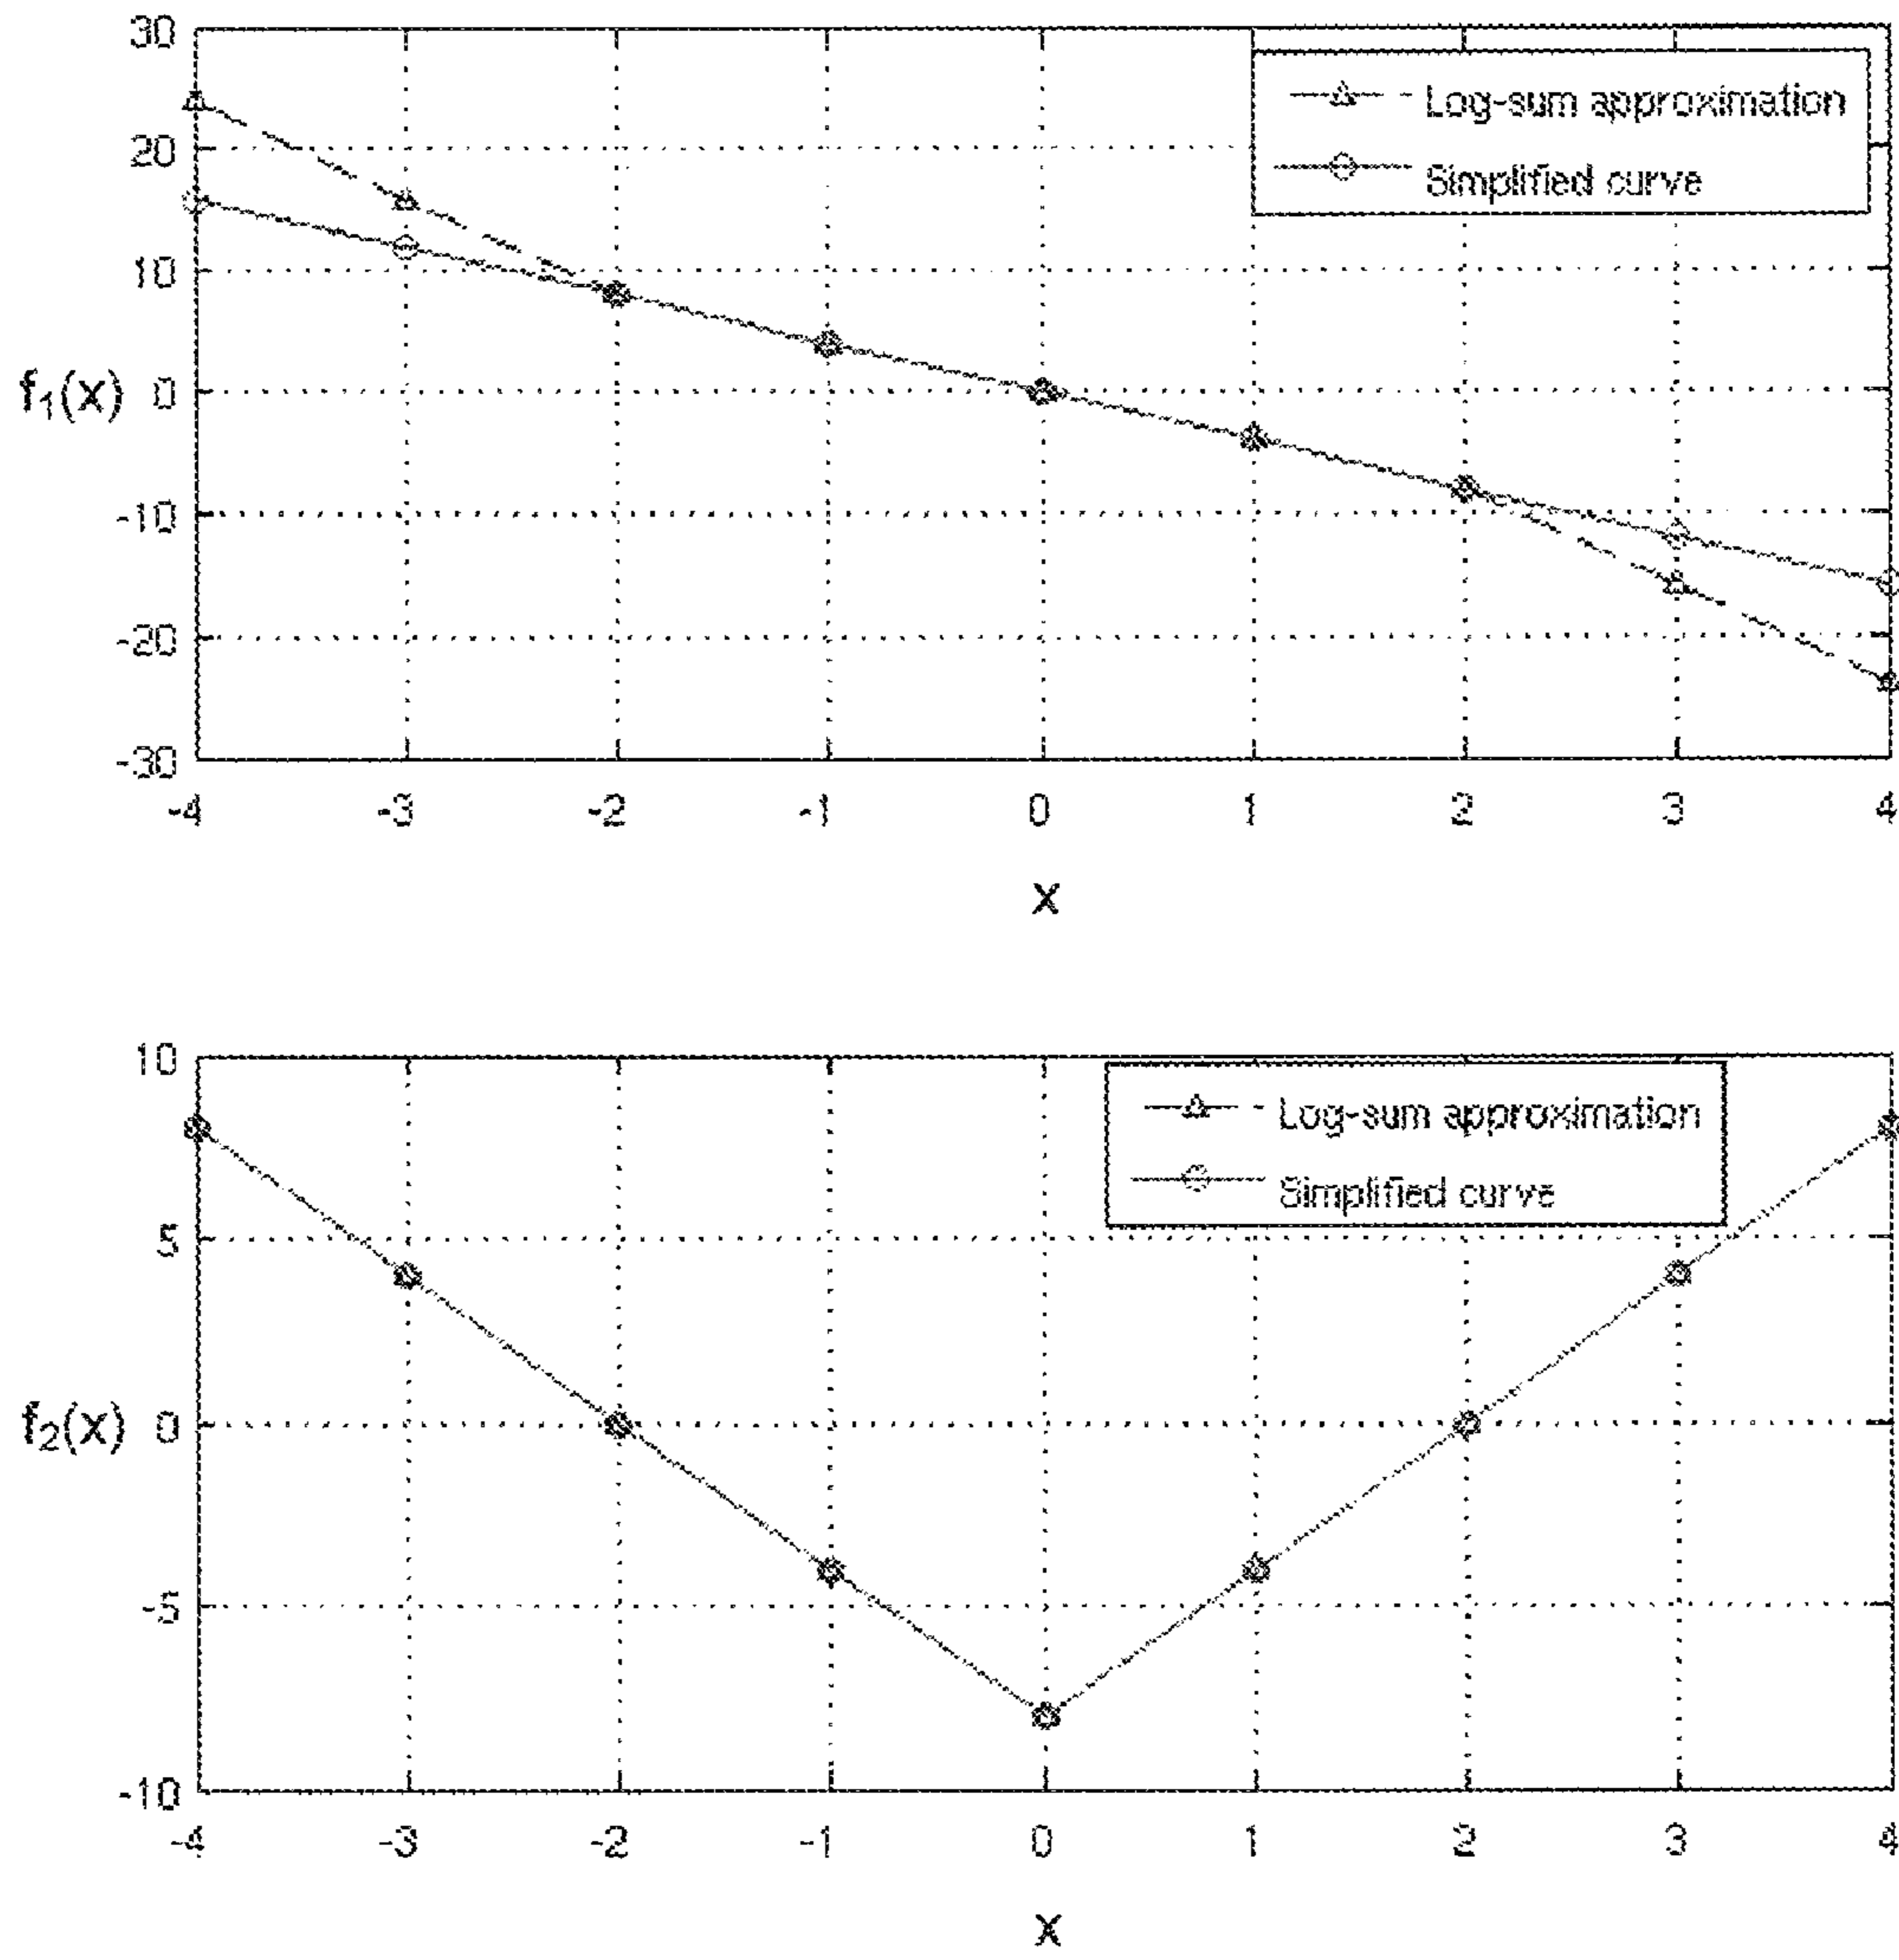 30
20
10
0
-10
-20
-30
f₁(x)
Log-sum approximation
Simplified curve
-4 -3 -2 -1 0 1 2 3 4
x
10
5
0
-5
-10
f₂(x)
Log-sum approximation
Simplified curve
-4 -3 -2 -1 0 1 2 3 4
x